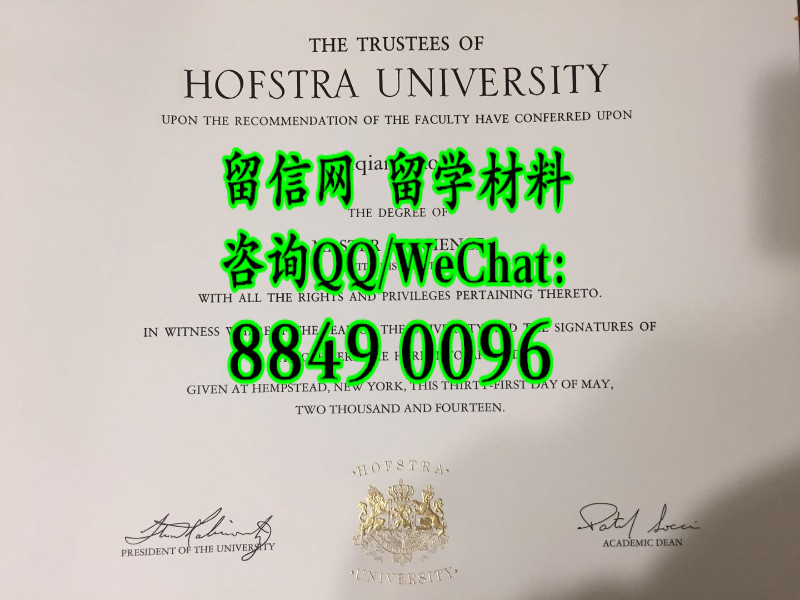 THE TRUSTEES OF
HOFSTRA UNIVERSITY
UPON THE RECOMMENDATION OF THE FACULTY HAVE CONFERRED UPON
留信网 留学材料
THE DEGREE OF
咨询QQ/WeChat:
WITH ALL THE RIGHTS AND PRIVILEGES PERTAINING THERETO.
IN WITNESS THE THE SIGNATURES OF
8849 0096
GIVEN AT HEMPSTEAD, NEW YORK, THIS THIRTY-FIRST DAY OF MAY,
TWO THOUSAND AND FOURTEEN.
HOFSTRA
UNIVERSITY
PRESIDENT OF THE UNIVERSITY
ACADEMIC DEAN